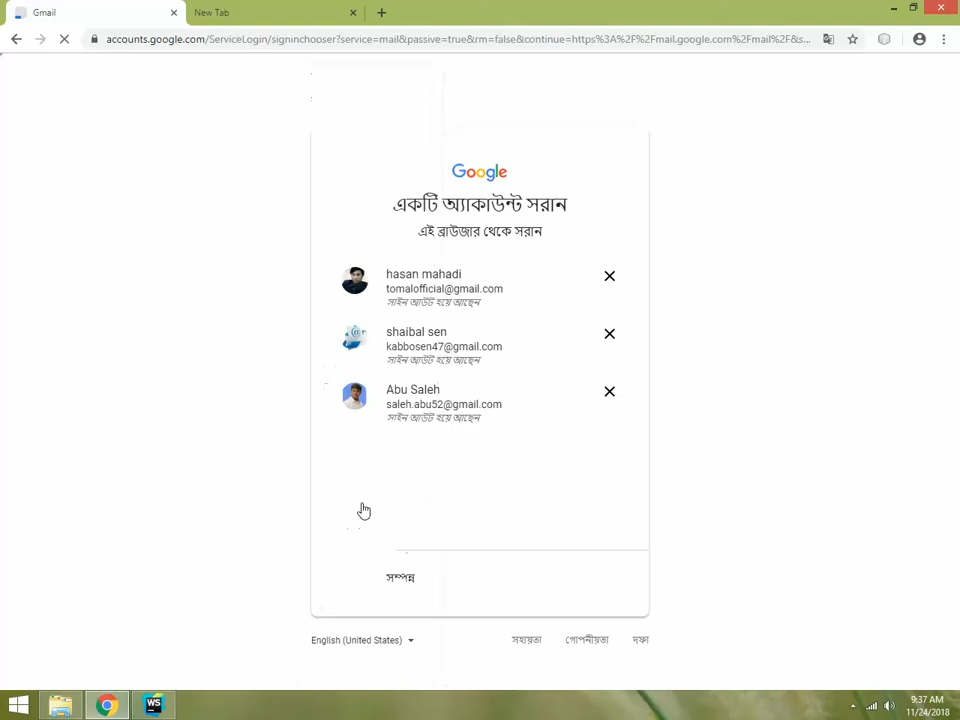 Gmail
New Tab
accounts.google.com/ServiceLogin/signinchooser?service=mail&passive=true&rm=false&continue=https%3A%2F%2Fmail.google.com%2Fmail%2F&s...
Google
একটি অ্যাকাউন্ট সরান
এই ব্রাউজার থেকে সরান
hasan mahadi
tomalofficial@gmail.com
সাইন আউট হয়ে আছেন
shaibal sen
kabbosen47@gmail.com
সাইন আউট হয়ে আছেন
Abu Saleh
saleh.abu52@gmail.com
সাইন আউট হয়ে আছেন
সম্পন্ন
English (United States)
সহায়তা
গোপনীয়তা
দফা
WS
9:37 AM
11/24/2018